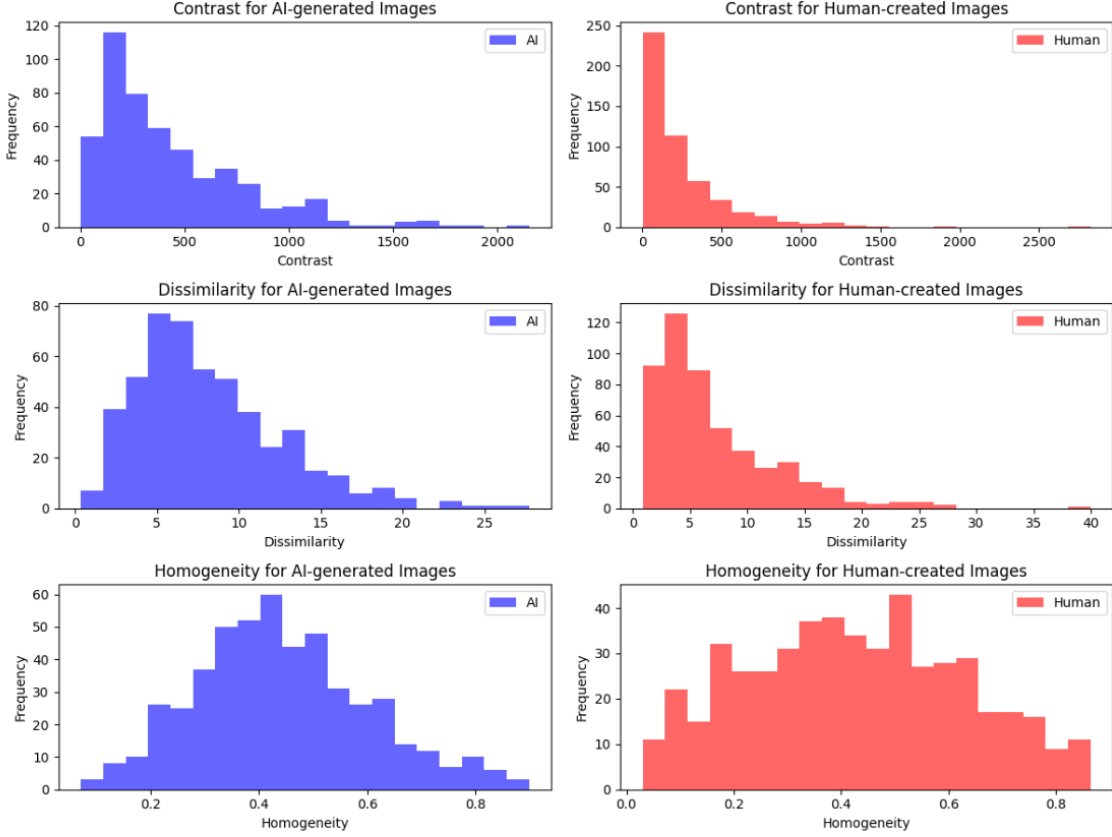 Contrast for AI-generated Images
120
100
80
60
40
20
0
Frequency
AI
0 500 1000 1500 2000
Contrast
Contrast for Human-created Images
250
200
150
100
50
0
Frequency
Human
0 500 1000 1500 2000 2500
Contrast
Dissimilarity for AI-generated Images
80
60
40
20
0
Frequency
AI
0 5 10 15 20 25
Dissimilarity
Dissimilarity for Human-created Images
120
100
80
60
40
20
0
Frequency
Human
0 5 10 15 20 25 30 35 40
Dissimilarity
Homogeneity for AI-generated Images
60
50
40
30
20
10
0
Frequency
AI
0.2 0.4 0.6 0.8
Homogeneity
Homogeneity for Human-created Images
40
30
20
10
0
Frequency
Human
0.0 0.2 0.4 0.6 0.8
Homogeneity